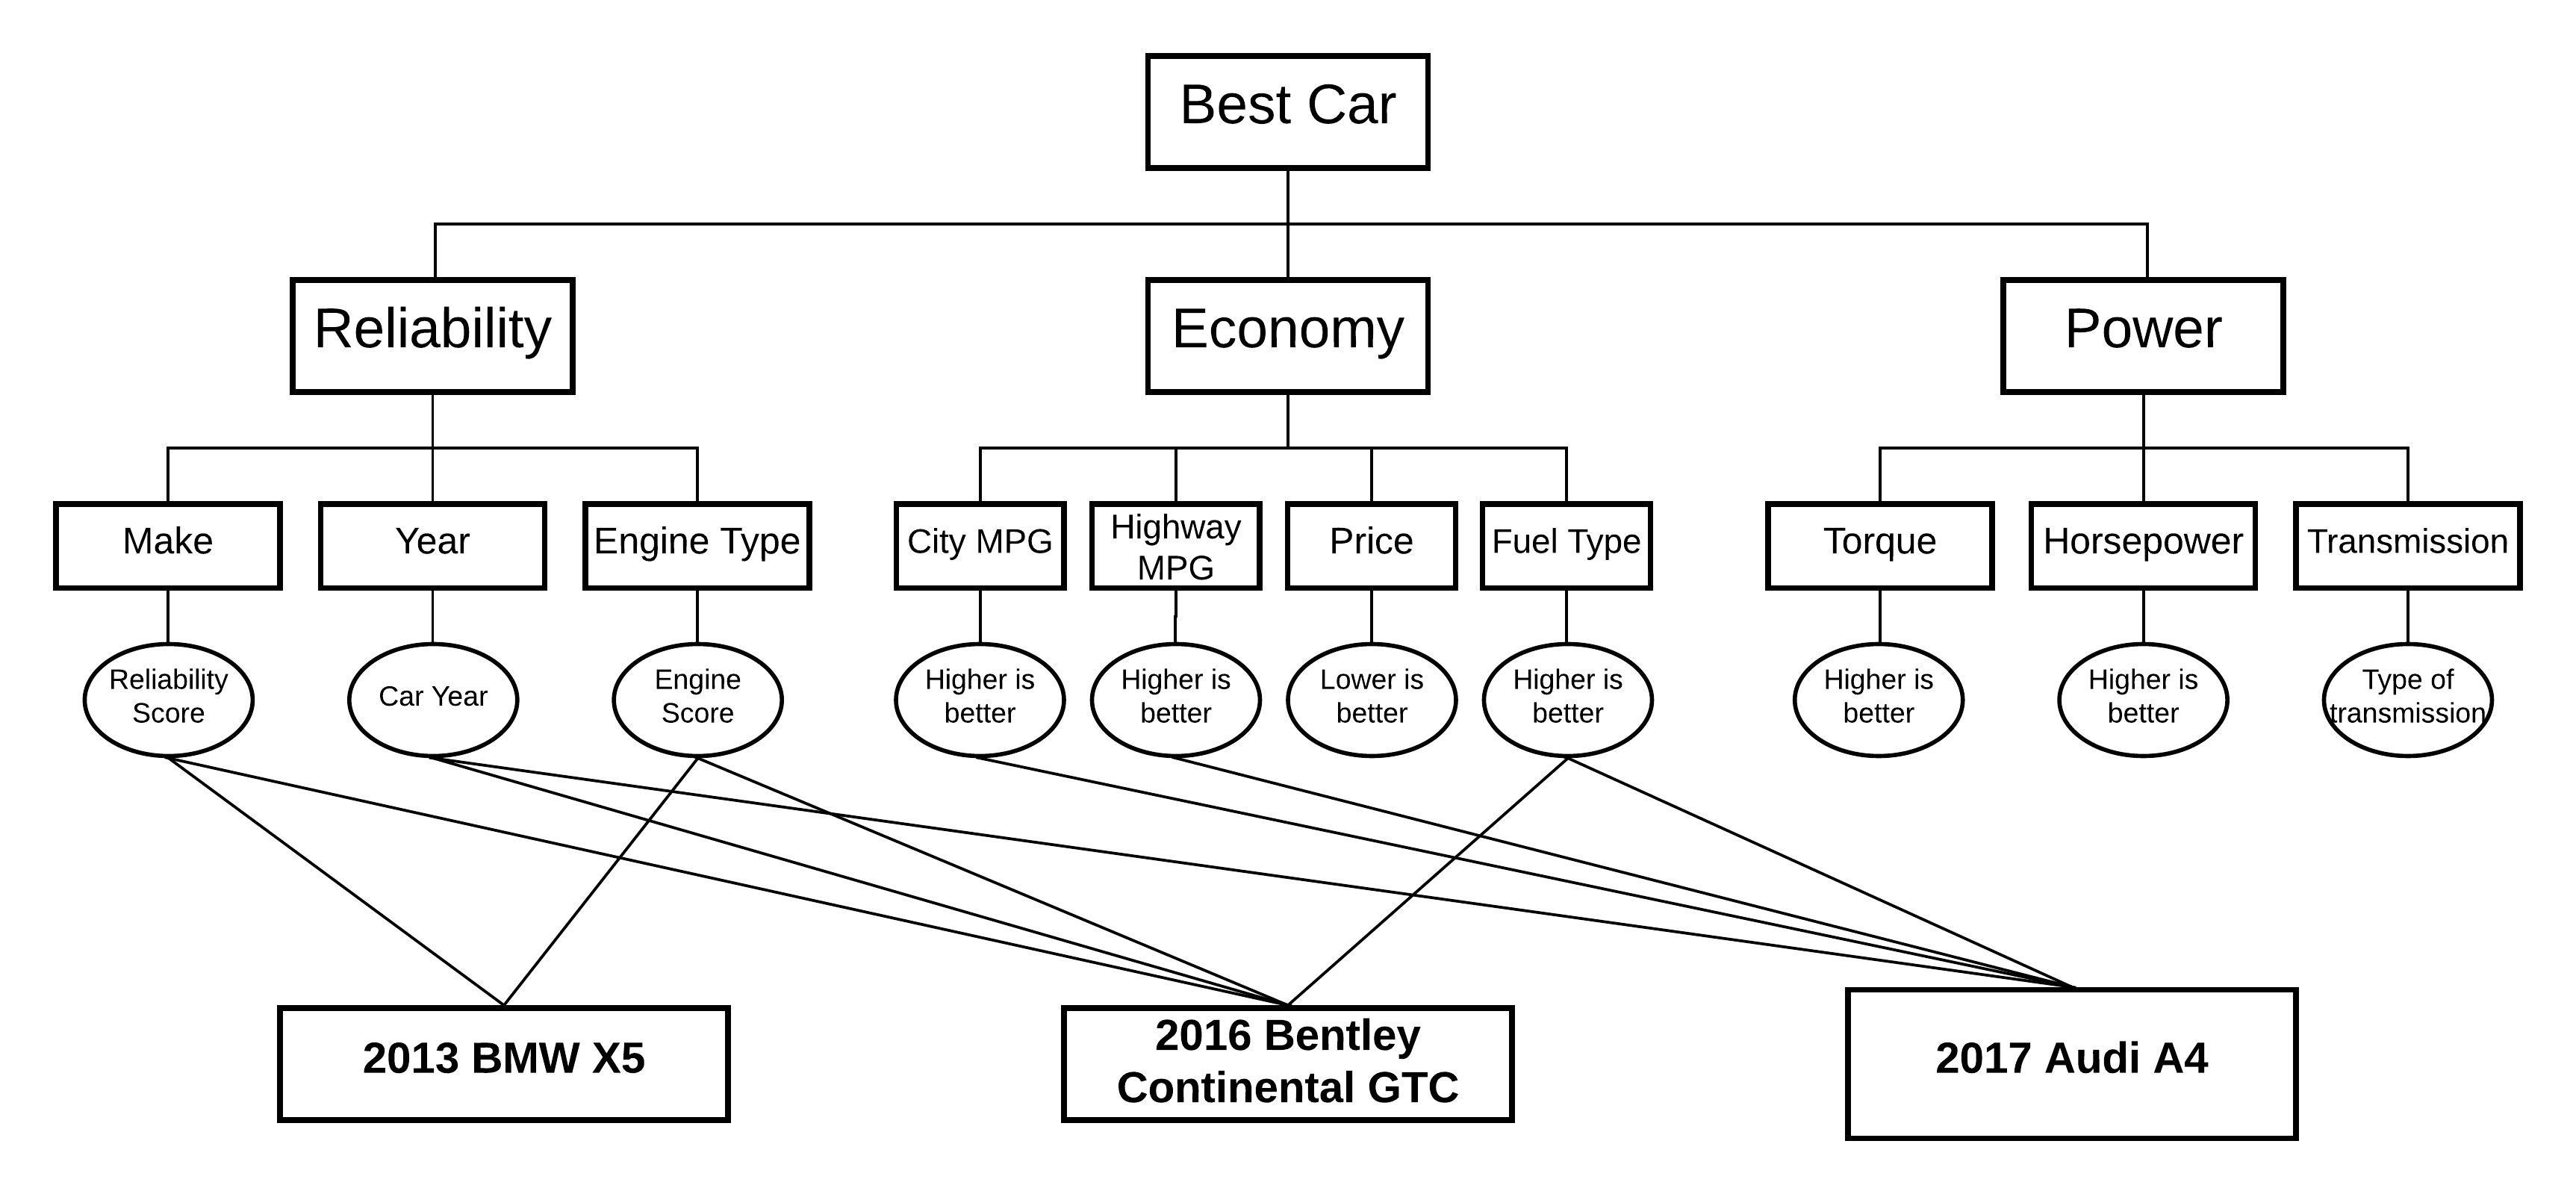 Best Car
Reliability
Economy
Power
Make
Year
Engine Type
City MPG
Highway
MPG
Price
Fuel Type
Torque
Horsepower
Transmission
Reliability
Score
Car Year
Engine
Score
Higher is
better
Higher is
better
Lower is
better
Higher is
better
Higher is
better
Higher is
better
Type of
transmission
2013 BMW X5
2016 Bentley
Continental GTC
2017 Audi A4